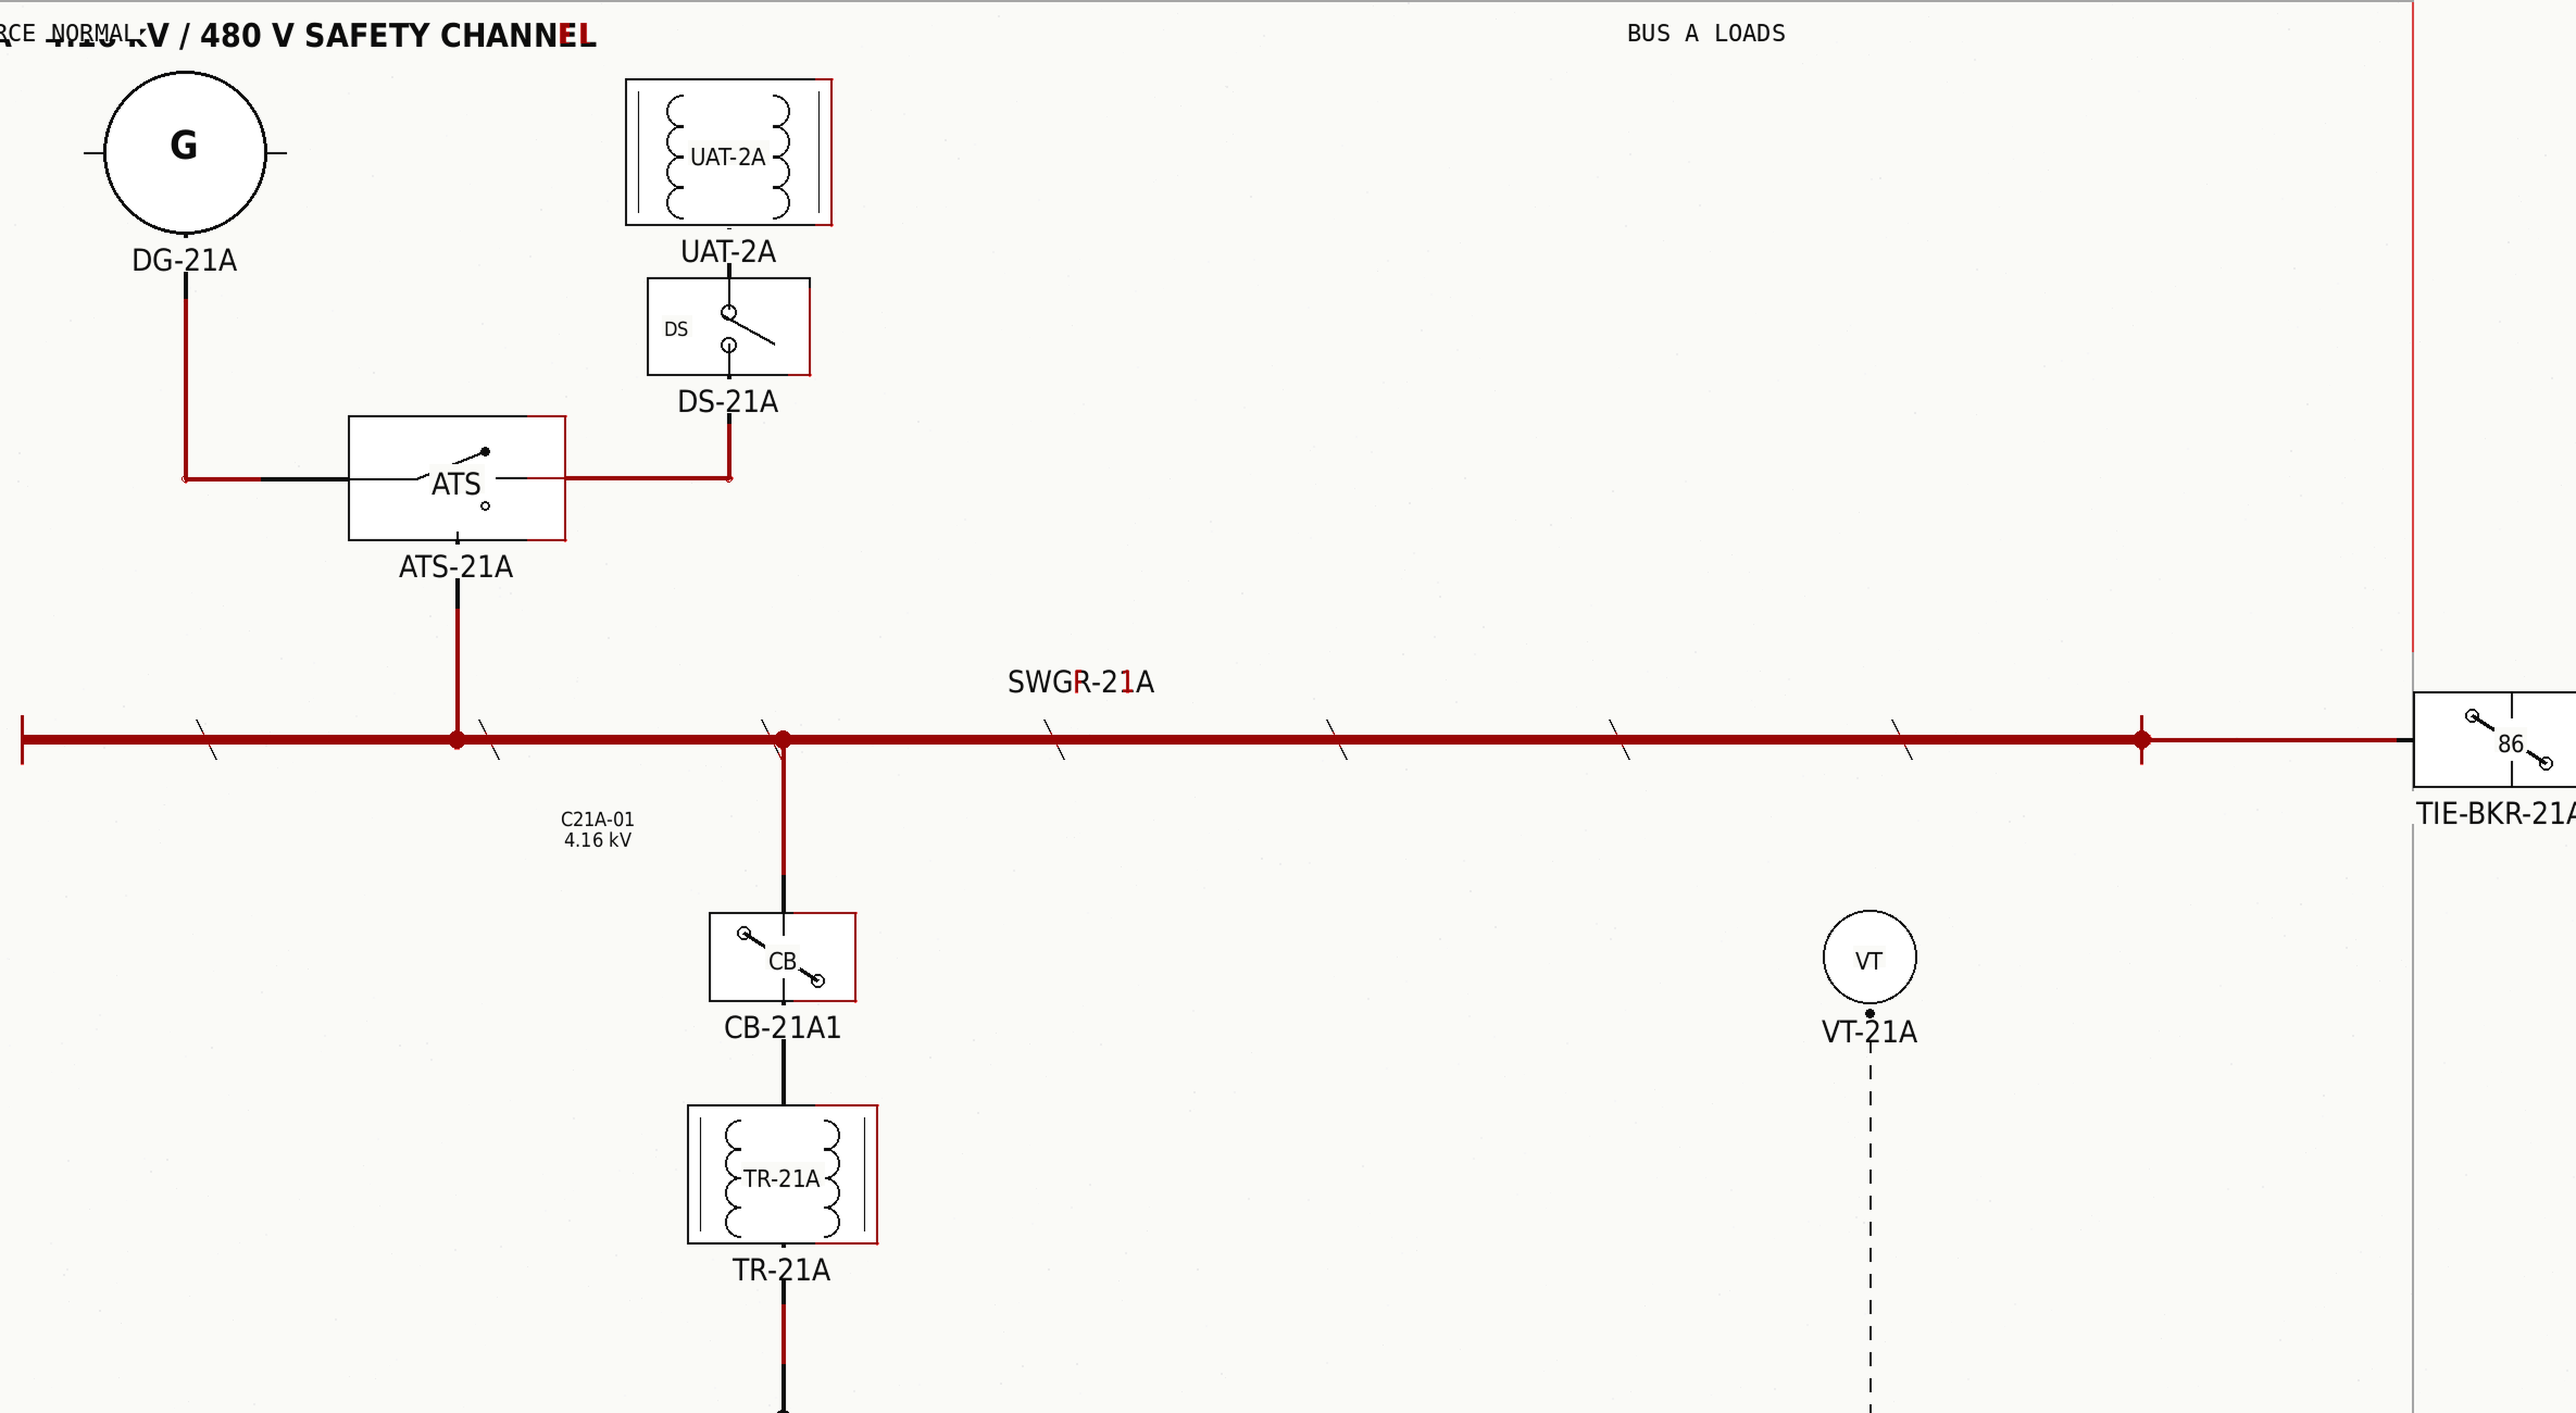 NORMAL
kV / 480 V SAFETY CHANNEL
BUS A LOADS
G
DG-21A
UAT-2A
UAT-2A
DS
DS-21A
ATS
ATS-21A
SWGR-21A
86
TIE-BKR-21A
C21A-01
4.16 kV
CB
CB-21A1
VT
VT-21A
TR-21A
TR-21A